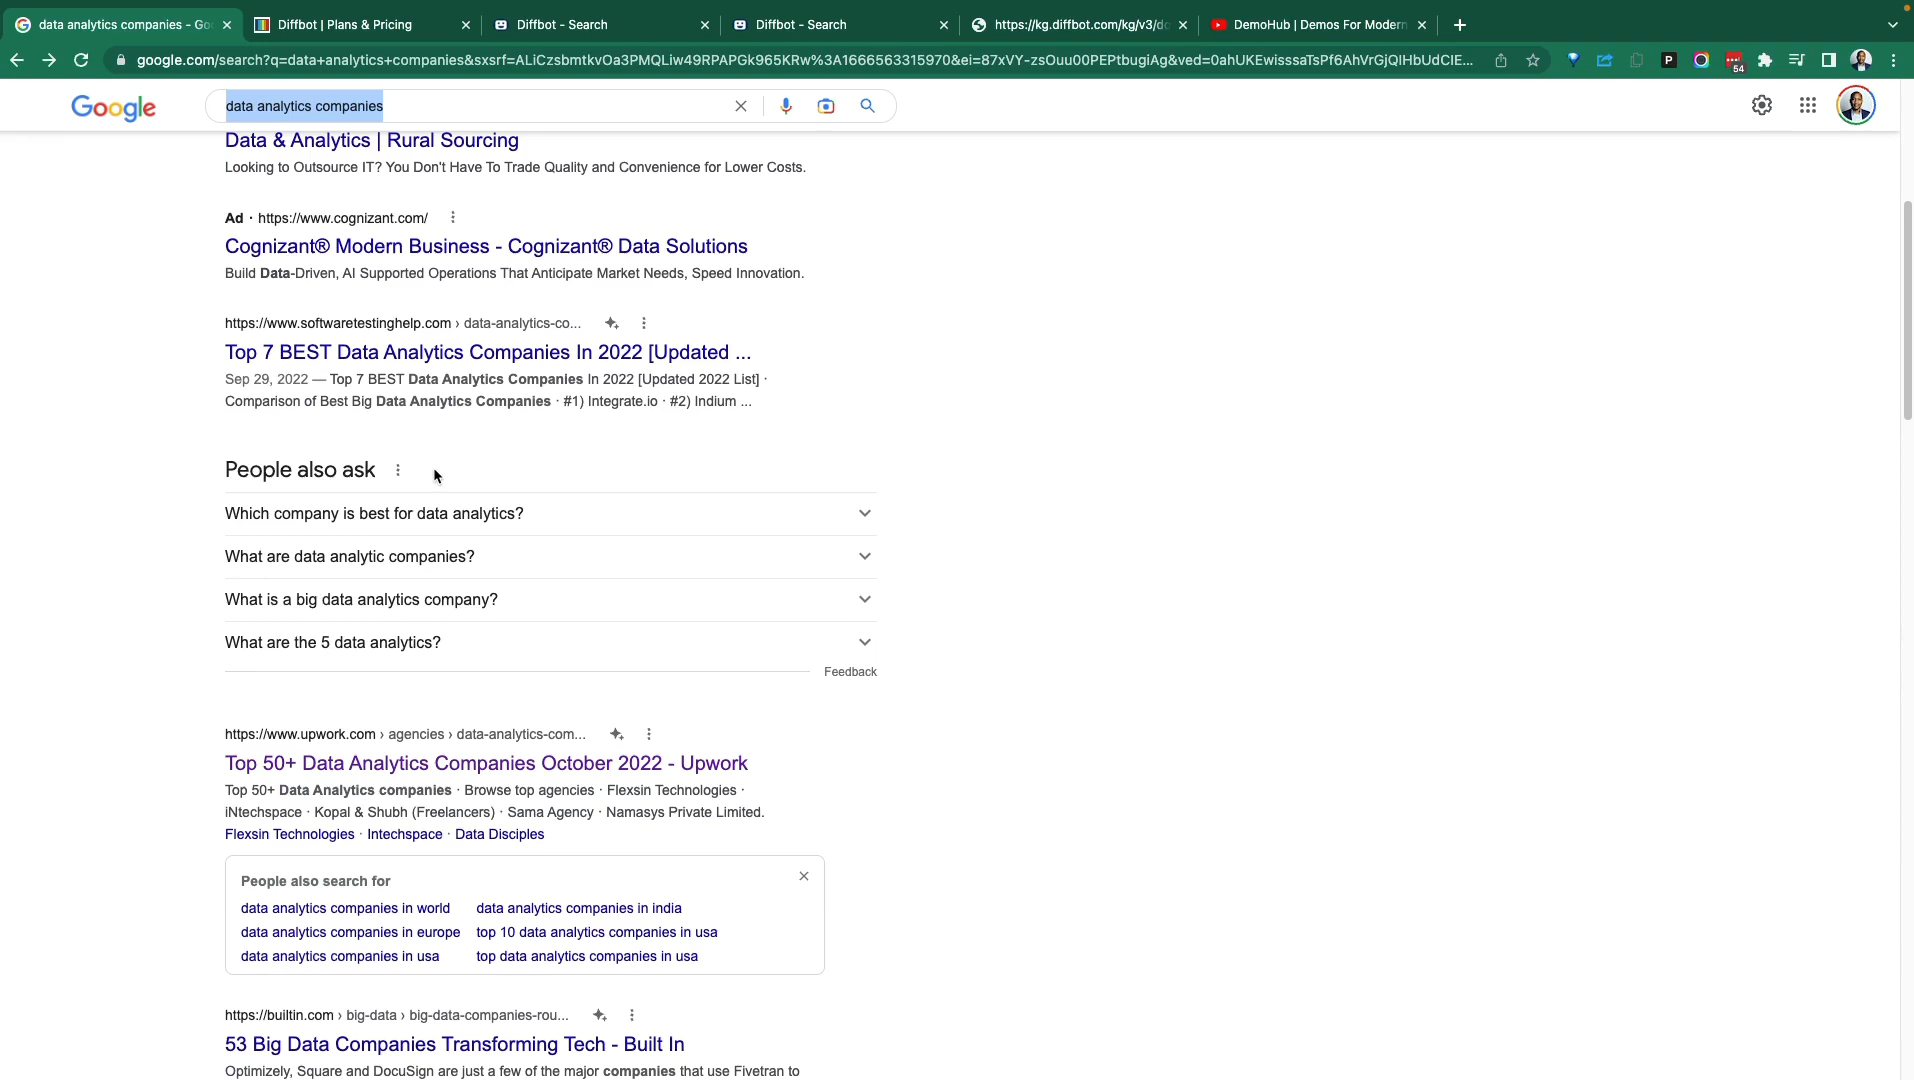 data analytics companies - Go
Diffbot | Plans & Pricing
Diffbot - Search
Diffbot - Search
https://kg.diffbot.com/kg/v3/d
DemoHub | Demos For Modern
google.com/search?q=data+analytics+companies&sxsrf=ALiCzsbmtkvOa3PMQLiw49RPAPGk965KRw%3A1666563315970&ei=87xVY-zsOuu00PEPtbugiAg&ved=0ahUKEwisssaTsPf6AhVrGjQIHbUdCIE...
54
Google
data analytics companies
Data & Analytics | Rural Sourcing
Looking to Outsource IT? You Don't Have To Trade Quality and Convenience for Lower Costs.
Ad · https://www.cognizant.com/
Cognizant® Modern Business - Cognizant® Data Solutions
Build Data-Driven, AI Supported Operations That Anticipate Market Needs, Speed Innovation.
https://www.softwaretestinghelp.com › data-analytics-co...
Top 7 BEST Data Analytics Companies In 2022 [Updated ...
Sep 29, 2022 — Top 7 BEST Data Analytics Companies In 2022 [Updated 2022 List] ·
Comparison of Best Big Data Analytics Companies · #1) Integrate.io · #2) Indium ...
People also ask
Which company is best for data analytics?
What are data analytic companies?
What is a big data analytics company?
What are the 5 data analytics?
Feedback
https://www.upwork.com › agencies › data-analytics-com...
Top 50+ Data Analytics Companies October 2022 - Upwork
Top 50+ Data Analytics companies · Browse top agencies · Flexsin Technologies ·
iNtechspace · Kopal & Shubh (Freelancers) · Sama Agency · Namasys Private Limited.
Flexsin Technologies · Intechspace · Data Disciples
People also search for
data analytics companies in world
data analytics companies in india
data analytics companies in europe
top 10 data analytics companies in usa
data analytics companies in usa
top data analytics companies in usa
https://builtin.com › big-data › big-data-companies-rou...
53 Big Data Companies Transforming Tech - Built In
Optimizely, Square and DocuSign are just a few of the major companies that use Fivetran to